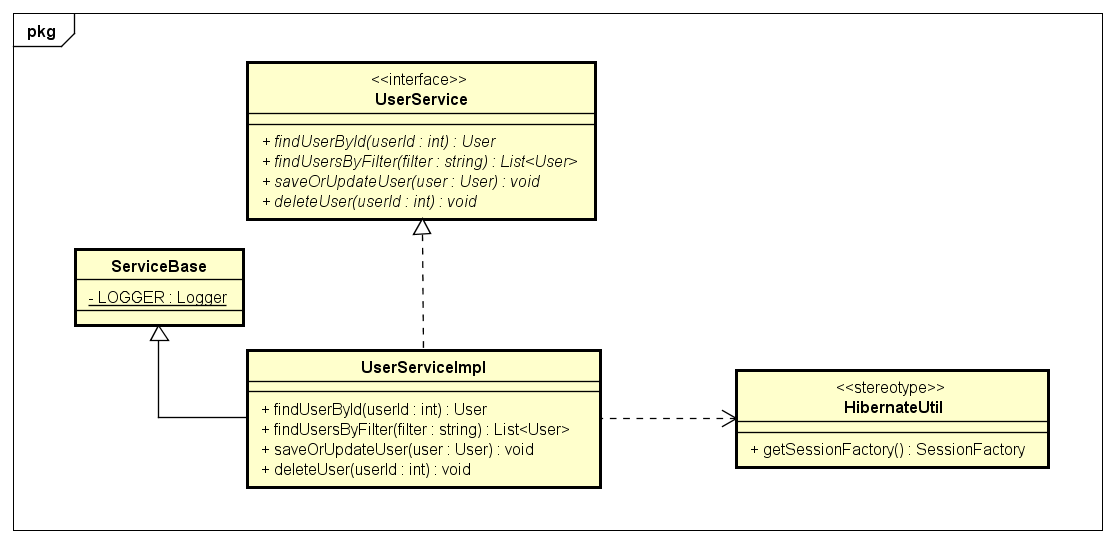 pkg
<<interface>>
UserService
+ findUserById(userId : int) : User
+ findUsersByFilter(filter : string) : List<User>
+ saveOrUpdateUser(user : User) : void
+ deleteUser(userId : int) : void
ServiceBase
- LOGGER : Logger
UserServiceImpl
+ findUserById(userId : int) : User
+ findUsersByFilter(filter : string) : List<User>
+ saveOrUpdateUser(user : User) : void
+ deleteUser(userId : int) : void
<<stereotype>>
HibernateUtil
+ getSessionFactory() : SessionFactory